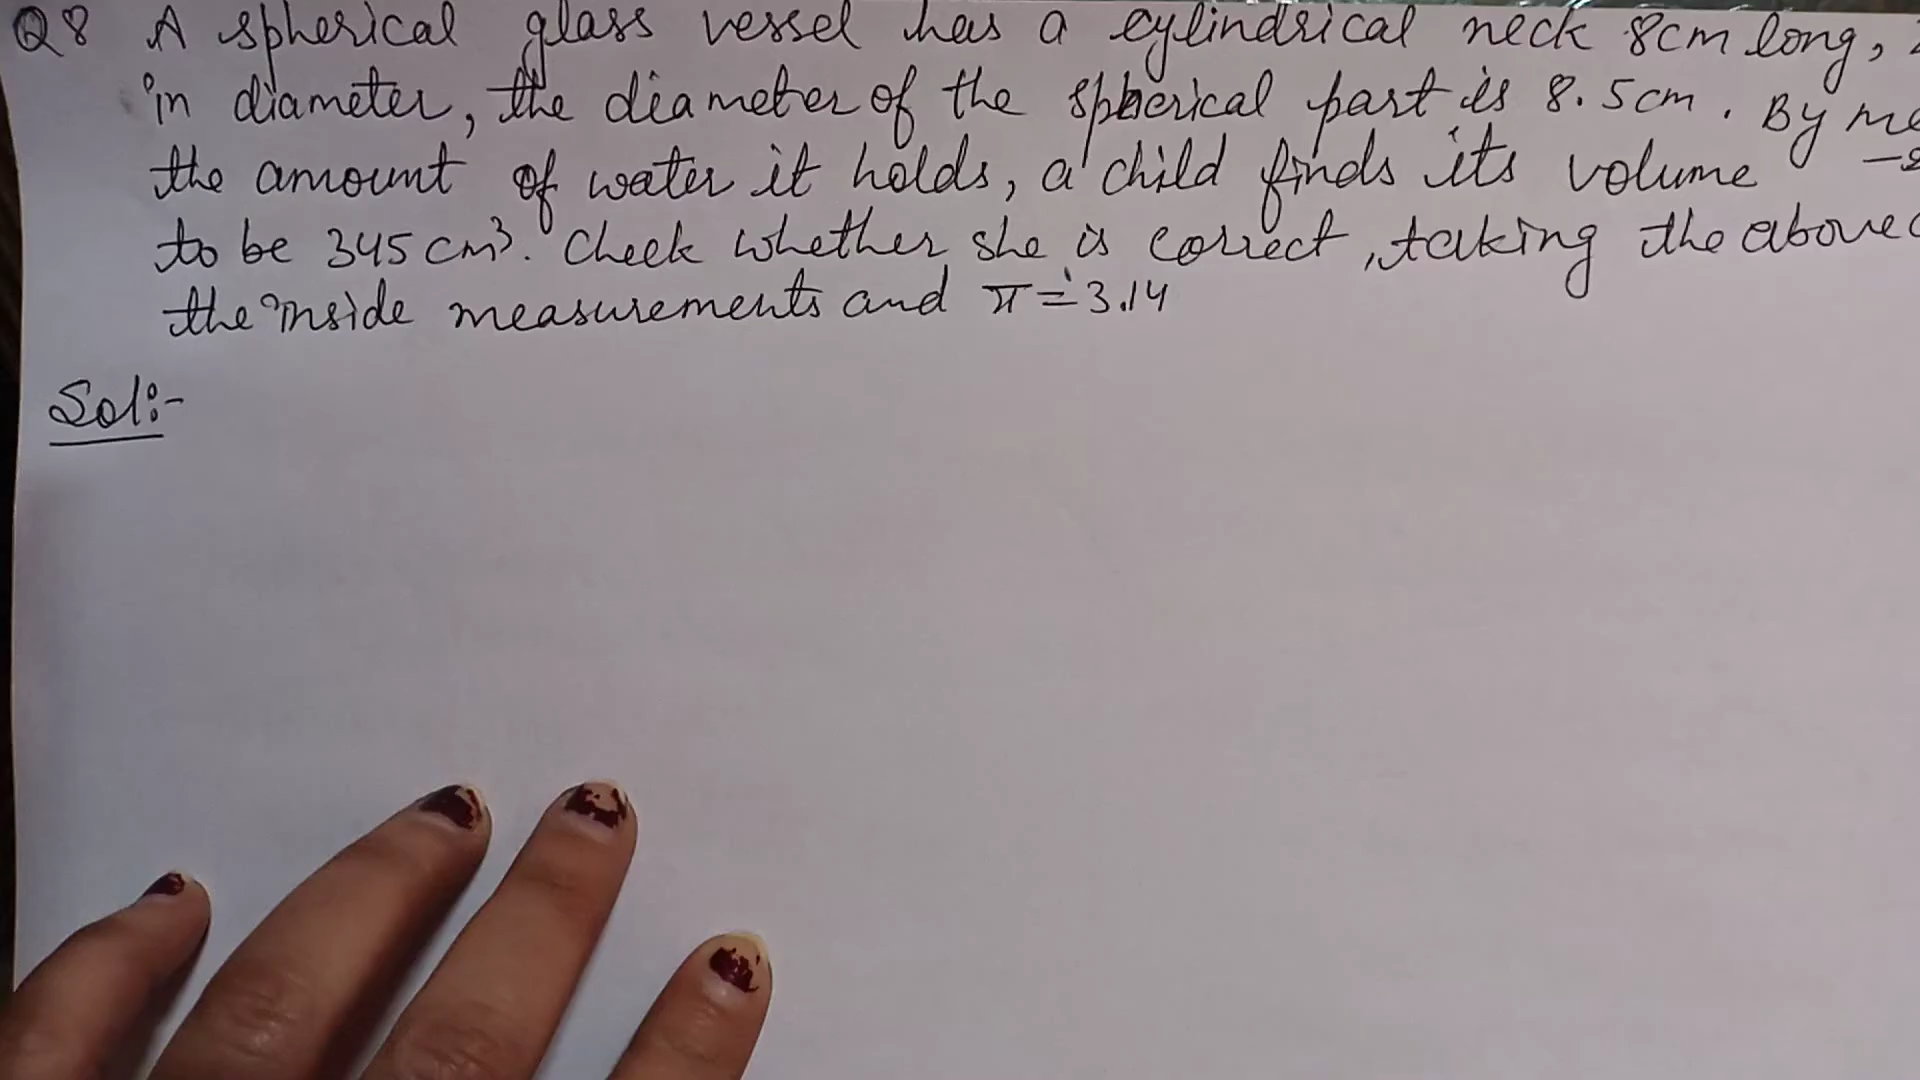 Q8 A spherical glass vessel has a cylindrical neck 8cm long,
in diameter, the diameter of the spherical part is 8.5cm. By
the amount of water it holds, a child finds its volume
to be 345 cm³. Check whether she is correct, taking the above
the inside measurements and π = 3.14
Sol:-